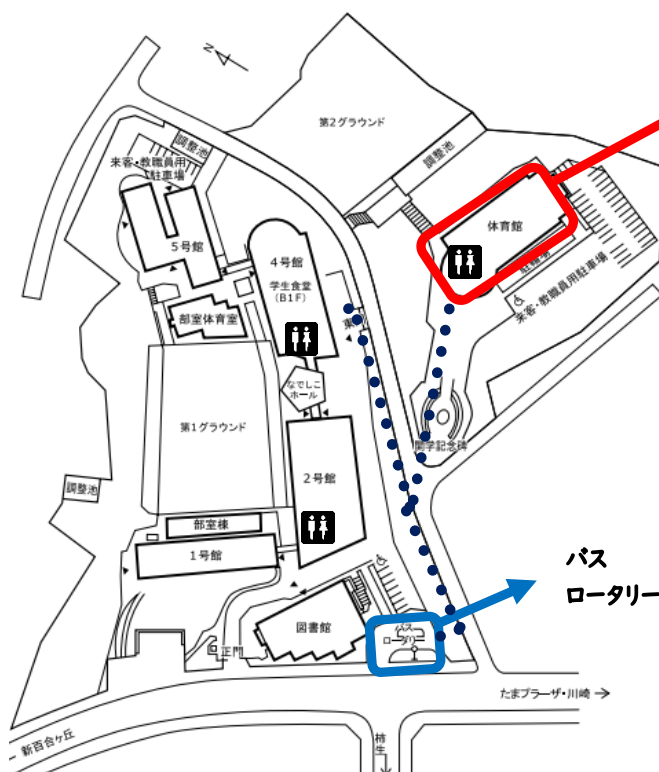 N
第2グラウンド
調整池
来客・教職員用
駐車場
調整池
体育館
5号館
4号館
学生食堂
(B1F)
駐輪場
来客・教職員用駐車場
部室体育室
東
なでしこ
ホール
第1グラウンド
開学記念碑
2号館
調整池
部室棟
1号館
バス
ロータリー
図書館
バス
ロータリー
正門
たまプラーザ・川崎
新百合ヶ丘
柿生